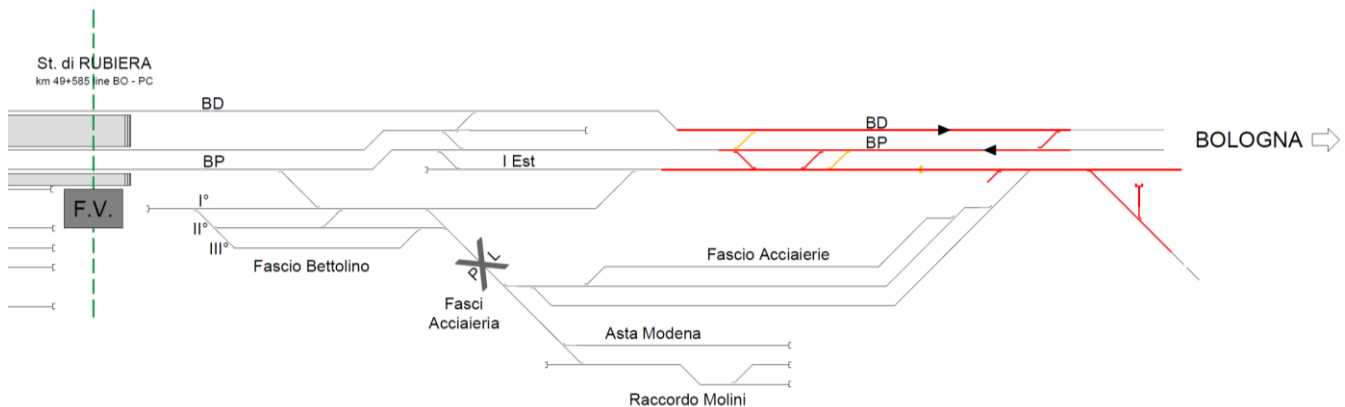 St. di RUBIERA
km 49+585 line BO - PC
BD
BD
BP
BOLOGNA
BP
I Est
F.V.
I°
II°
III°
Fascio Bettolino
P L
Fascio Acciaierie
Fasci
Acciaieria
Asta Modena
Raccordo Molini